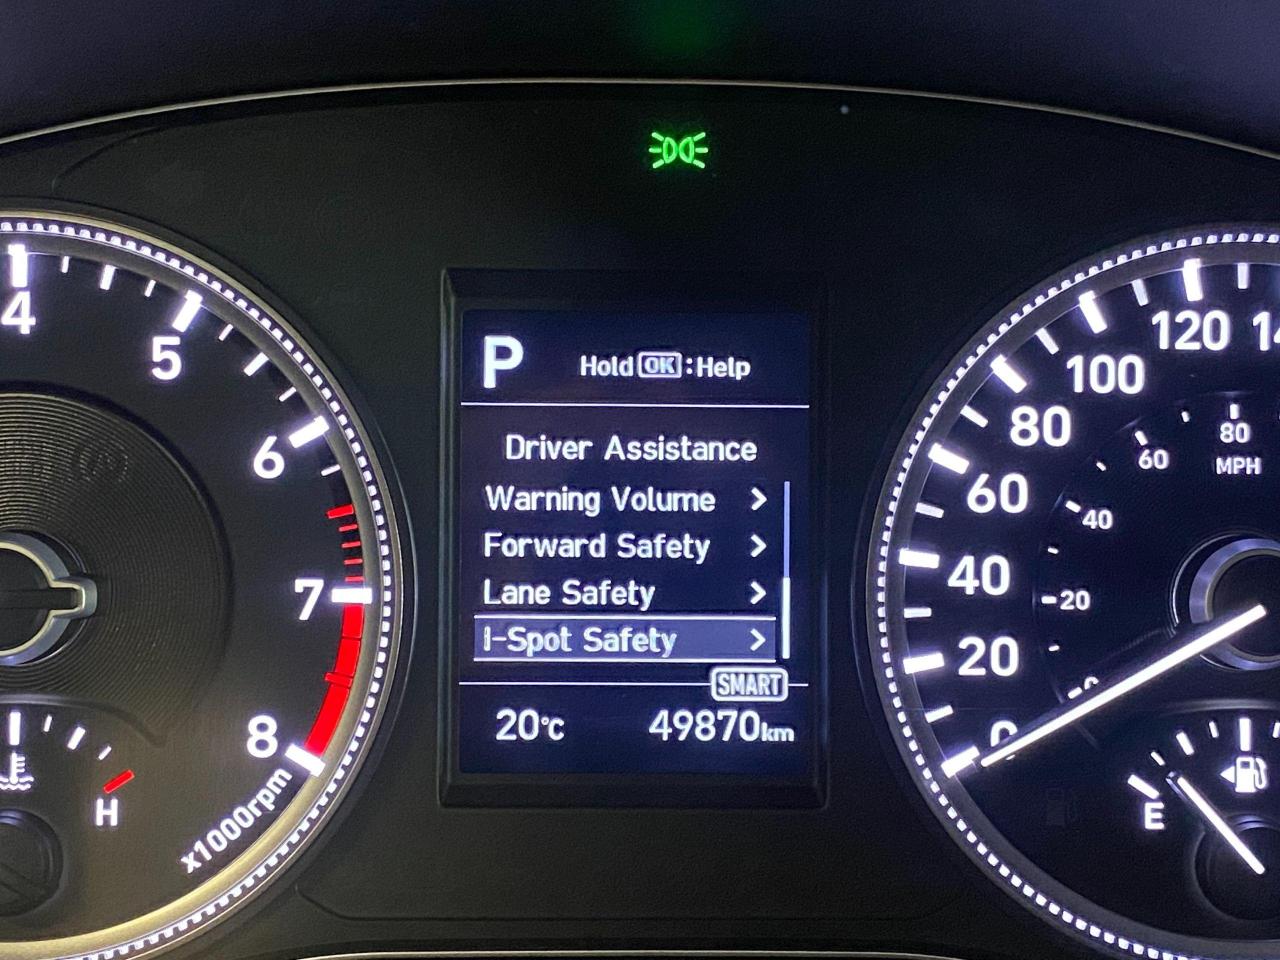 4
5
6
7
8
x1000rpm
H
P
Hold OK :Help
Driver Assistance
Warning Volume >
Forward Safety >
Lane Safety >
I-Spot Safety >
SMART
20°C 49870km
120
100
80
60
40
20
0
80
MPH
60
40
20
E